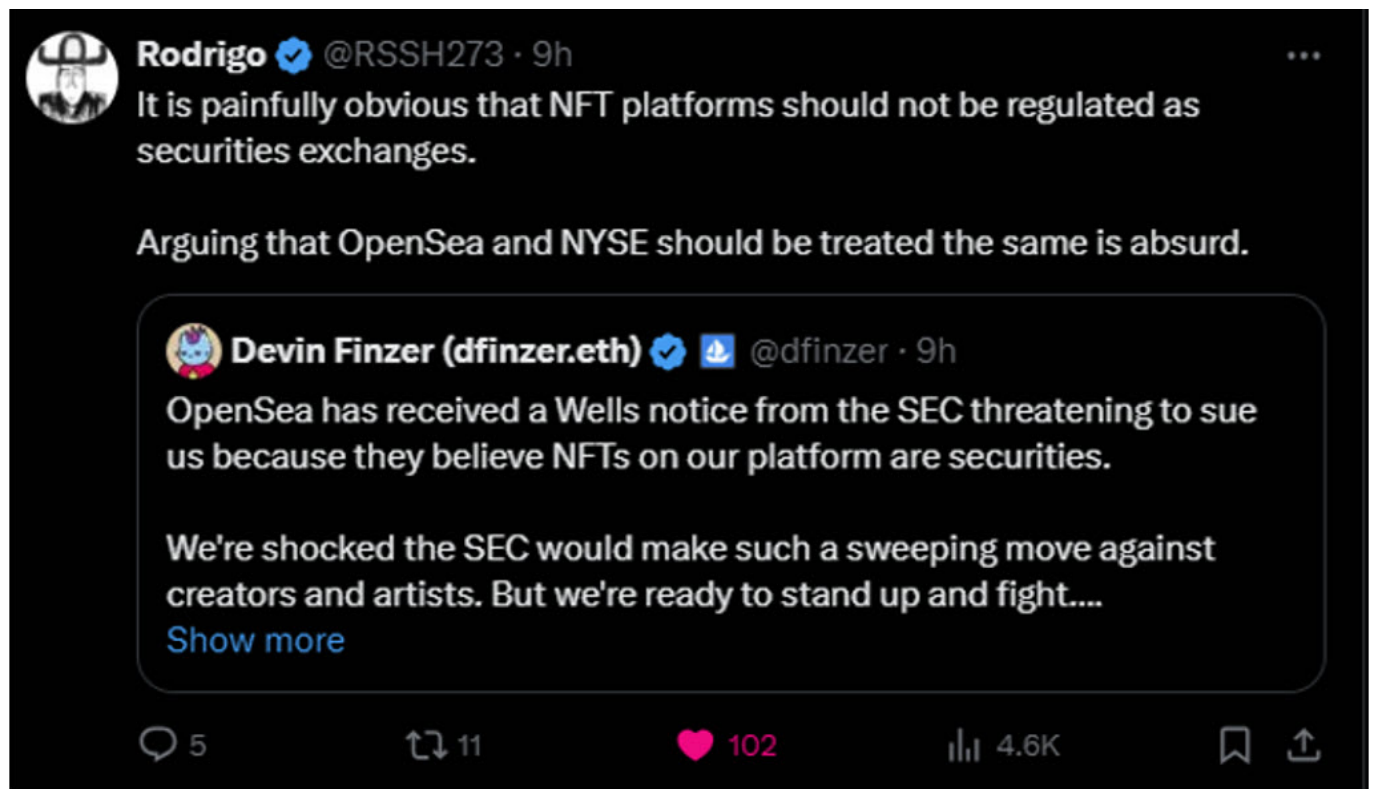 Rodrigo @RSSH273 · 9h
It is painfully obvious that NFT platforms should not be regulated as
securities exchanges.
Arguing that OpenSea and NYSE should be treated the same is absurd.
Devin Finzer (dfinzer.eth) @dfinzer · 9h
OpenSea has received a Wells notice from the SEC threatening to sue
us because they believe NFTs on our platform are securities.
We're shocked the SEC would make such a sweeping move against
creators and artists. But we're ready to stand up and fight....
Show more
5 11 102 4.6K